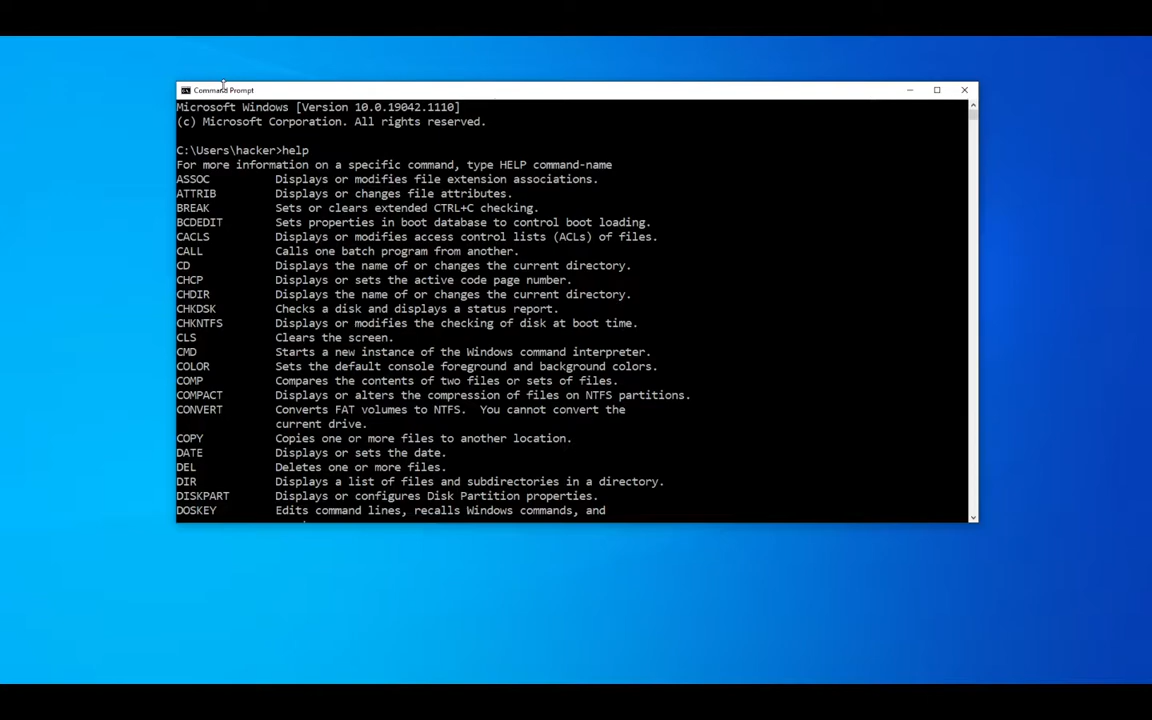 Command Prompt
Microsoft Windows [Version 10.0.19042.1110]
(c) Microsoft Corporation. All rights reserved.
C:\Users\hacker>help
For more information on a specific command, type HELP command-name
ASSOC          Displays or modifies file extension associations.
ATTRIB         Displays or changes file attributes.
BREAK          Sets or clears extended CTRL+C checking.
BCDEDIT        Sets properties in boot database to control boot loading.
CACLS          Displays or modifies access control lists (ACLs) of files.
CALL           Calls one batch program from another.
CD             Displays the name of or changes the current directory.
CHCP           Displays or sets the active code page number.
CHDIR          Displays the name of or changes the current directory.
CHKDSK         Checks a disk and displays a status report.
CHKNTFS        Displays or modifies the checking of disk at boot time.
CLS            Clears the screen.
CMD            Starts a new instance of the Windows command interpreter.
COLOR          Sets the default console foreground and background colors.
COMP           Compares the contents of two files or sets of files.
COMPACT        Displays or alters the compression of files on NTFS partitions.
CONVERT        Converts FAT volumes to NTFS.  You cannot convert the
               current drive.
COPY           Copies one or more files to another location.
DATE           Displays or sets the date.
DEL            Deletes one or more files.
DIR            Displays a list of files and subdirectories in a directory.
DISKPART       Displays or configures Disk Partition properties.
DOSKEY         Edits command lines, recalls Windows commands, and